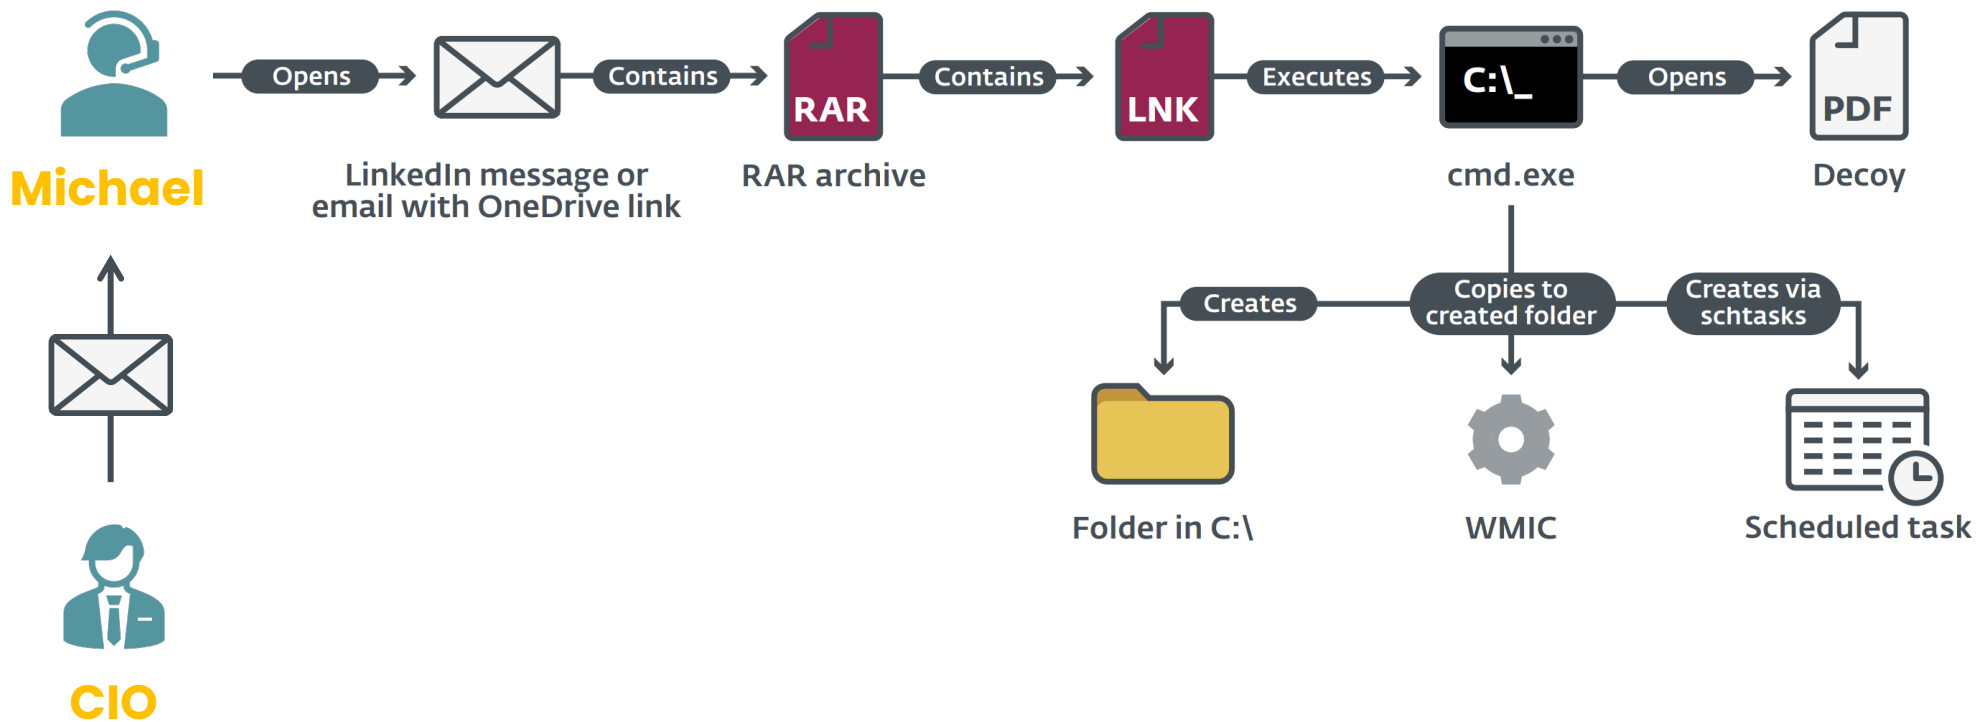 Opens
Contains
Contains
Executes
Opens
RAR
LNK
C:\_
PDF
Michael
LinkedIn message or
email with OneDrive link
RAR archive
cmd.exe
Decoy
Creates
Copies to
created folder
Creates via
schtasks
Folder in C:\
WMIC
Scheduled task
CIO